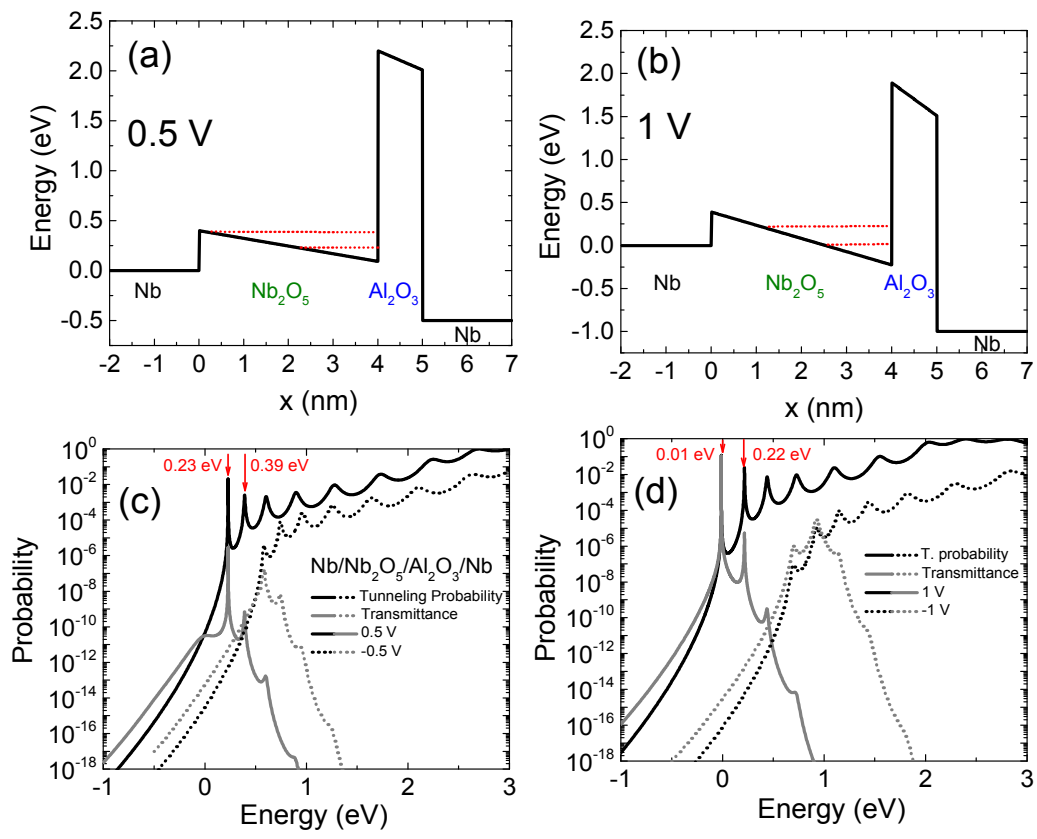 (a)
0.5 V
Energy (eV)
2.5
2.0
1.5
1.0
0.5
0.0
-0.5
Nb
Nb₂O₅
Al₂O₃
Nb
-2 -1 0 1 2 3 4 5 6 7
x (nm)
(b)
1 V
Energy (eV)
2.5
2.0
1.5
1.0
0.5
0.0
-0.5
-1.0
Nb
Nb₂O₅
Al₂O₃
Nb
-2 -1 0 1 2 3 4 5 6 7
x (nm)
(c)
0.23 eV
0.39 eV
Probability
10⁰
10⁻²
10⁻⁴
10⁻⁶
10⁻⁸
10⁻¹⁰
10⁻¹²
10⁻¹⁴
10⁻¹⁶
10⁻¹⁸
Nb/Nb₂O₅/Al₂O₃/Nb
Tunneling Probability
Transmittance
0.5 V
-0.5 V
-1 0 1 2 3
Energy (eV)
(d)
0.01 eV
0.22 eV
Probability
10⁰
10⁻²
10⁻⁴
10⁻⁶
10⁻⁸
10⁻¹⁰
10⁻¹²
10⁻¹⁴
10⁻¹⁶
10⁻¹⁸
T. probability
Transmittance
1 V
-1 V
-1 0 1 2 3
Energy (eV)